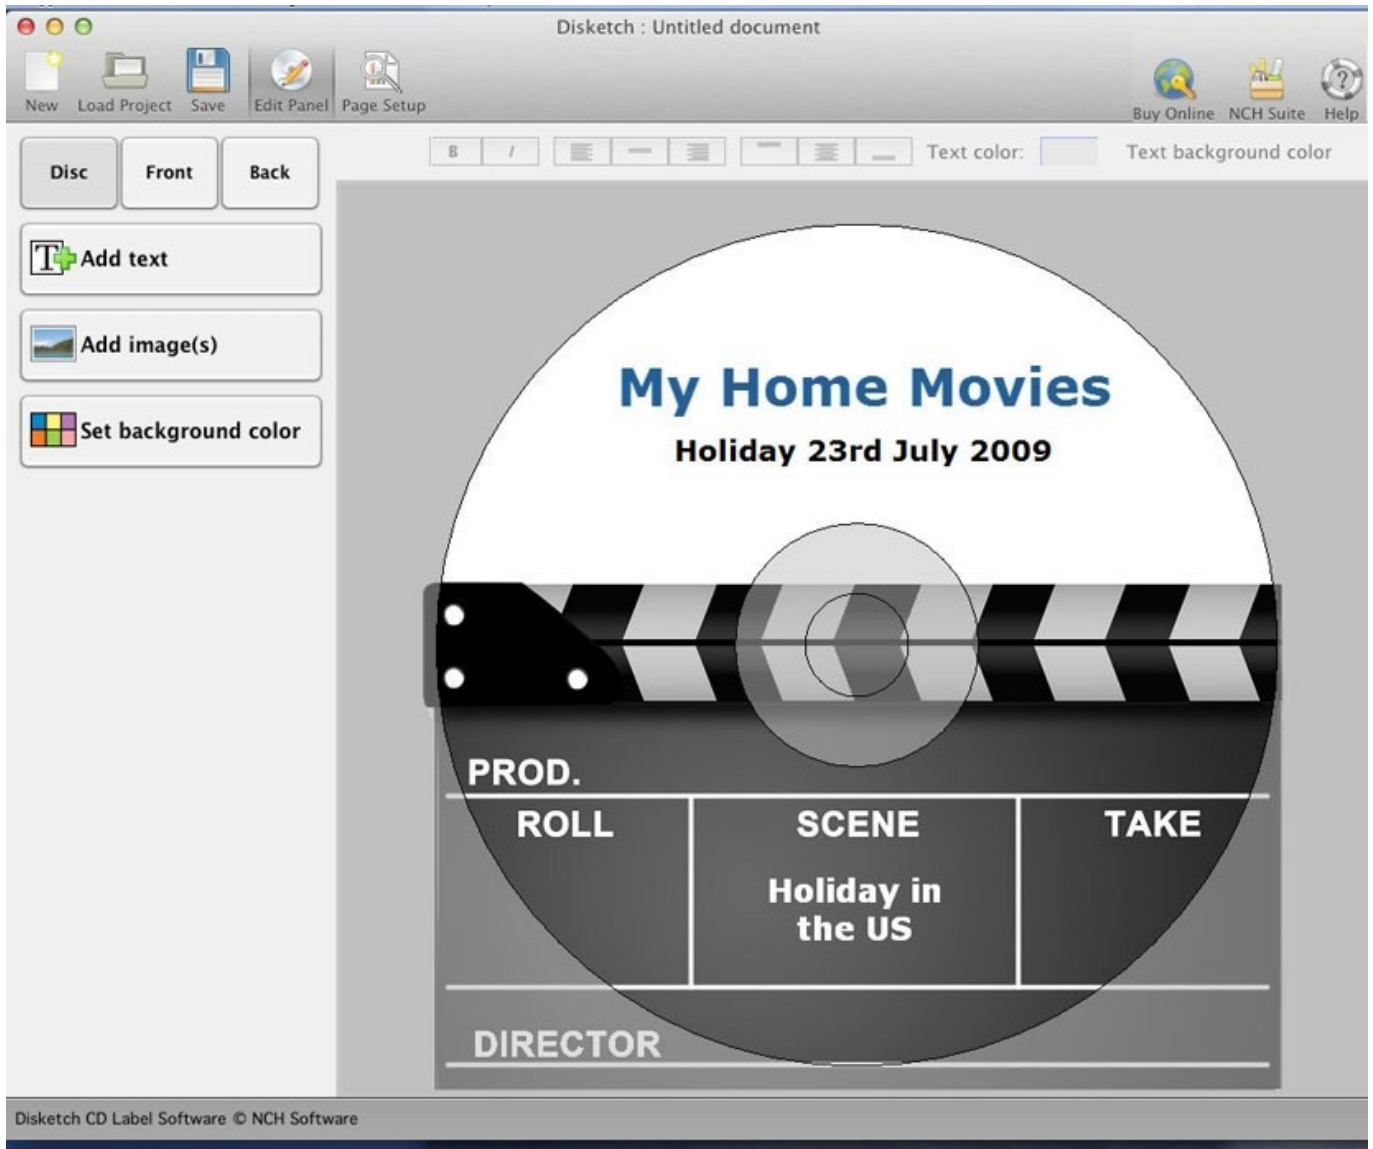 Disketch : Untitled document
New Load Project Save Edit Panel Page Setup Buy Online NCH Suite Help
Disc Front Back
B I Text color: Text background color
Add text
Add image(s)
Set background color
My Home Movies
Holiday 23rd July 2009
PROD.
ROLL SCENE TAKE
Holiday in
the US
DIRECTOR
Disketch CD Label Software © NCH Software